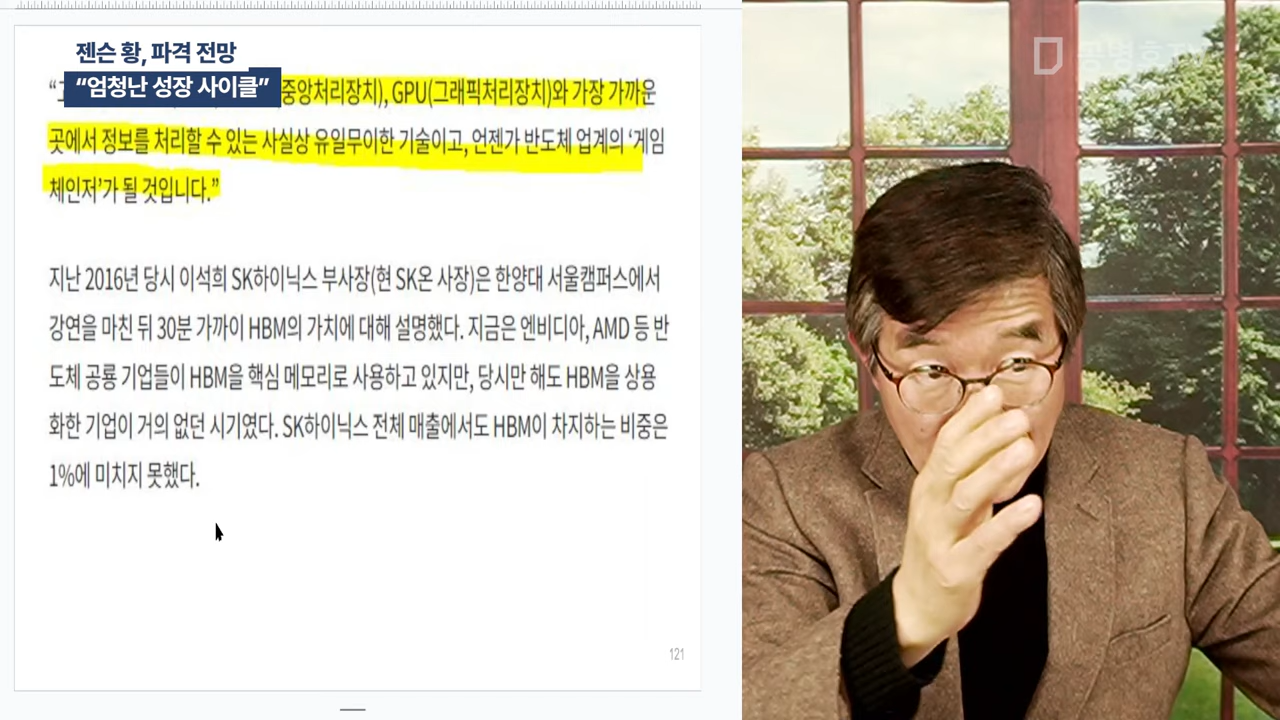 젠슨 황, 파격 전망
“엄청난 성장 사이클”
중앙처리장치), GPU(그래픽처리장치)와 가장 가까운
곳에서 정보를 처리할 수 있는 사실상 유일무이한 기술이고, 언젠가 반도체 업계의 ‘게임
체인저’가 될 것입니다.”
지난 2016년 당시 이석희 SK하이닉스 부사장(현 SK온 사장)은 한양대 서울캠퍼스에서
강연을 마친 뒤 30분 가까이 HBM의 가치에 대해 설명했다. 지금은 엔비디아, AMD 등 반
도체 공룡 기업들이 HBM을 핵심 메모리로 사용하고 있지만, 당시만 해도 HBM을 상용
화한 기업이 거의 없던 시기였다. SK하이닉스 전체 매출에서도 HBM이 차지하는 비중은
1%에 미치지 못했다.
121
공병호TV